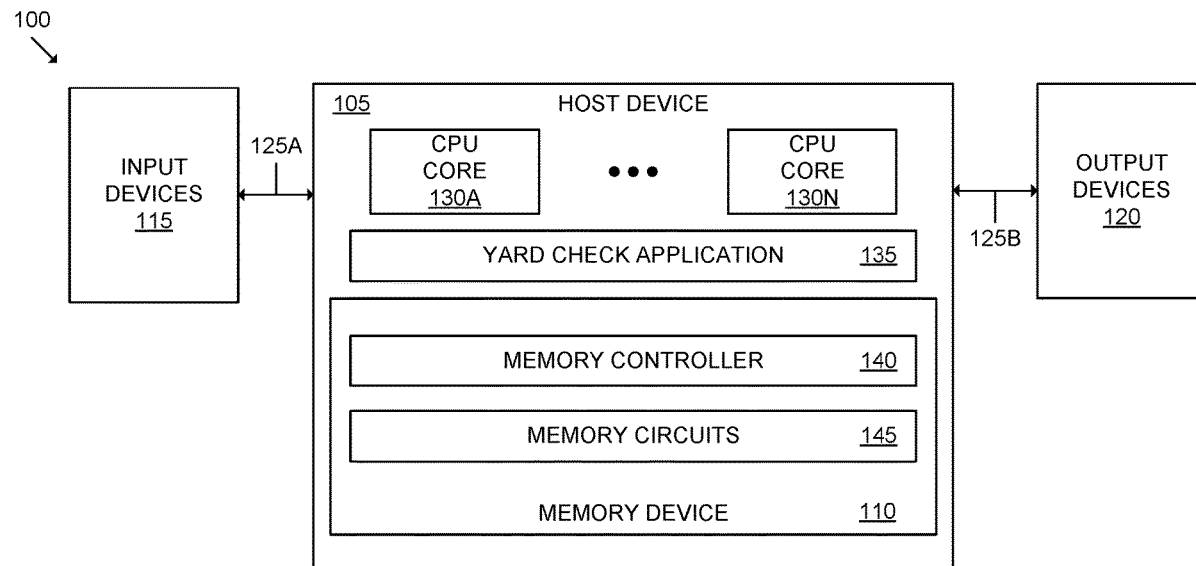 100
105
HOST DEVICE
INPUT
DEVICES
115
125A
CPU
CORE
130A
•••
CPU
CORE
130N
125B
OUTPUT
DEVICES
120
YARD CHECK APPLICATION 135
MEMORY CONTROLLER 140
MEMORY CIRCUITS 145
MEMORY DEVICE 110